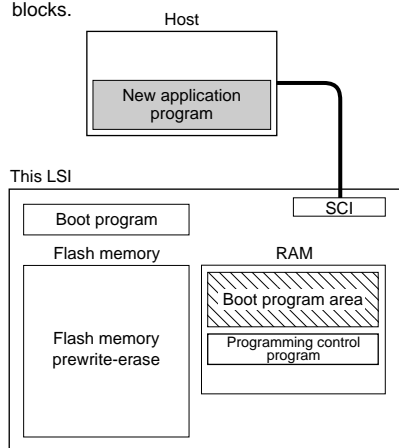 blocks.
Host
New application
program
This LSI
SCI
Boot program
Flash memory
RAM
Boot program area
Flash memory
prewrite-erase
Programming control
program